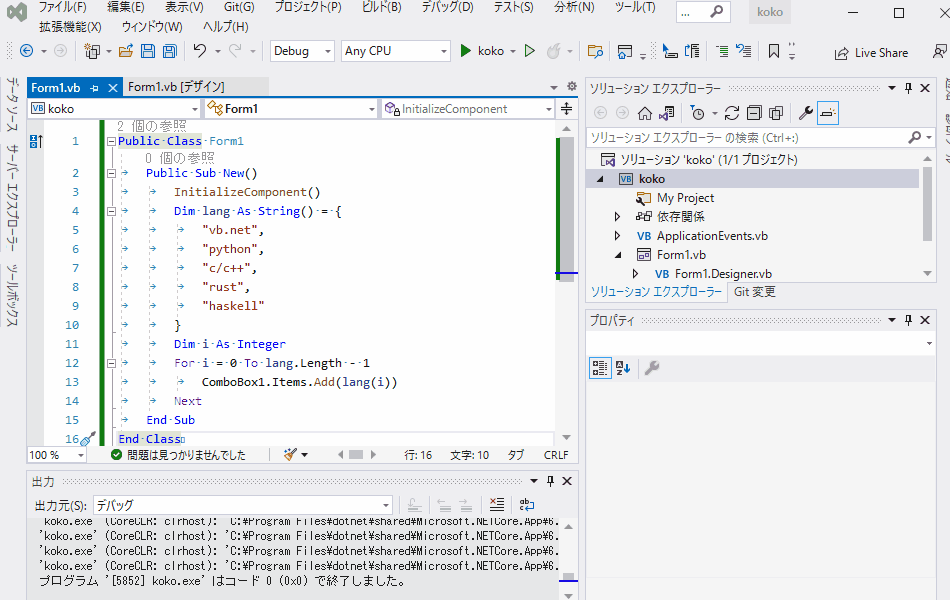 ファイル(F) 編集(E) 表示(V) Git(G) プロジェクト(P) ビルド(B) デバッグ(D) テスト(S) 分析(N) ツール(T) ... koko
拡張機能(X) ウィンドウ(W) ヘルプ(H)
Debug Any CPU koko Live Share
データ ソース サーバー エクスプローラー ツールボックス
Form1.vb Form1.vb [デザイン]
koko Form1 InitializeComponent
2 個の参照
1 Public Class Form1
0 個の参照
2 Public Sub New()
3 InitializeComponent()
4 Dim lang As String() = {
5 "vb.net",
6 "python",
7 "c/c++",
8 "rust",
9 "haskell"
10 }
11 Dim i As Integer
12 For i = 0 To lang.Length - 1
13 ComboBox1.Items.Add(lang(i))
14 Next
15 End Sub
16 End Class
100 % 問題は見つかりませんでした 行: 16 文字: 10 タブ CRLF
出力
出力元(S): デバッグ
'koko.exe' (CoreCLR: clrhost): 'C:¥Program Files¥dotnet¥shared¥Microsoft.NETCore.App¥6.
'koko.exe' (CoreCLR: clrhost): 'C:¥Program Files¥dotnet¥shared¥Microsoft.NETCore.App¥6.
'koko.exe' (CoreCLR: clrhost): 'C:¥Program Files¥dotnet¥shared¥Microsoft.NETCore.App¥6.
'koko.exe' (CoreCLR: clrhost): 'C:¥Program Files¥dotnet¥shared¥Microsoft.NETCore.App¥6.
プログラム '[5852] koko.exe' はコード 0 (0x0) で終了しました。
ソリューション エクスプローラー
ソリューション エクスプローラー の検索 (Ctrl+:)
ソリューション 'koko' (1/1 プロジェクト)
VB koko
My Project
依存関係
VB ApplicationEvents.vb
Form1.vb
VB Form1.Designer.vb
ソリューション エクスプローラー Git 変更
プロパティ